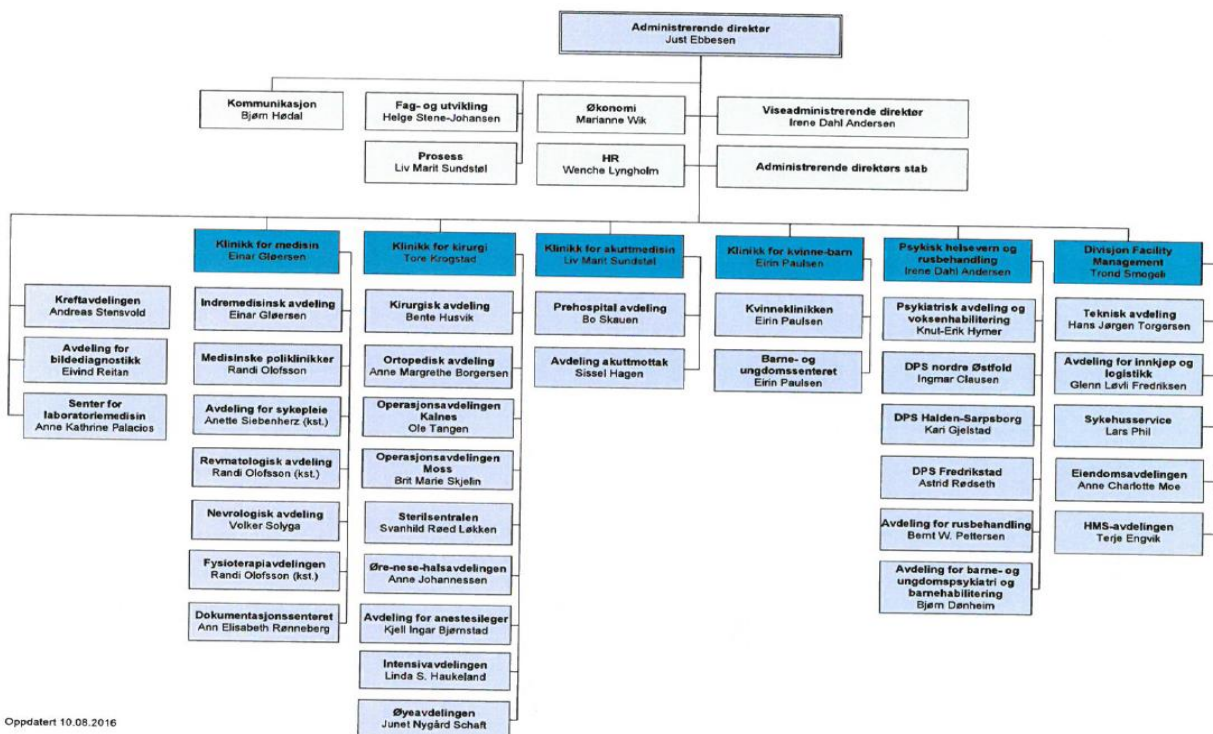 Administrerende direktør
Just Ebbesen
Kommunikasjon
Bjørn Hødal
Fag- og utvikling
Helge Stene-Johansen
Økonomi
Marianne Wik
Viseadministrerende direktør
Irene Dahl Andersen
Prosess
Liv Marit Sundstøl
HR
Wenche Lyngholm
Administrerende direktørs stab
Kreftavdelingen
Andreas Stensvold
Avdeling for
bildediagnostikk
Eivind Reitan
Senter for
laboratoriemedisin
Anne Kathrine Palacios
Klinikk for medisin
Einar Gløersen
Indremedisinsk avdeling
Einar Gløersen
Medisinske poliklinikker
Randi Olofsson
Avdeling for sykepleie
Anette Siebenherz (kst.)
Revmatologisk avdeling
Randi Olofsson (kst.)
Nevrologisk avdeling
Volker Solyga
Fysioterapiavdelingen
Randi Olofsson (kst.)
Dokumentasjonssenteret
Ann Elisabeth Rønneberg
Klinikk for kirurgi
Tore Krogstad
Kirurgisk avdeling
Bente Husvik
Ortopedisk avdeling
Anne Margrethe Borgersen
Operasjonsavdelingen
Kalnes
Ole Tangen
Operasjonsavdelingen
Moss
Brit Marie Skjelin
Sterilsentralen
Svanhild Røed Løkken
Øre-nese-halsavdelingen
Anne Johannessen
Avdeling for anestesileger
Kjell Ingar Bjørnstad
Intensivavdelingen
Linda S. Haukeland
Øyeavdelingen
Junet Nygård Schaft
Klinikk for akuttmedisin
Liv Marit Sundstøl
Prehospital avdeling
Bo Skauen
Avdeling akuttmottak
Sissel Hagen
Klinikk for kvinne-barn
Eirin Paulsen
Kvinneklinikken
Eirin Paulsen
Barne- og
ungdomssenteret
Eirin Paulsen
Psykisk helsevern og
rusbehandling
Irene Dahl Andersen
Psykiatrisk avdeling og
voksenhabilitering
Knut-Erik Hymer
DPS nordre Østfold
Ingmar Clausen
DPS Halden-Sarpsborg
Kari Gjelstad
DPS Fredrikstad
Astrid Rødseth
Avdeling for rusbehandling
Bernt W. Pettersen
Avdeling for barne- og
ungdomspsykiatri og
barnehabilitering
Bjørn Dønheim
Divisjon Facility
Management
Trond Smogeli
Teknisk avdeling
Hans Jørgen Torgersen
Avdeling for innkjøp og
logistikk
Glenn Løvli Fredriksen
Sykehusservice
Lars Phil
Eiendomsavdelingen
Anne Charlotte Moe
HMS-avdelingen
Terje Engvik
Oppdatert 10.08.2016